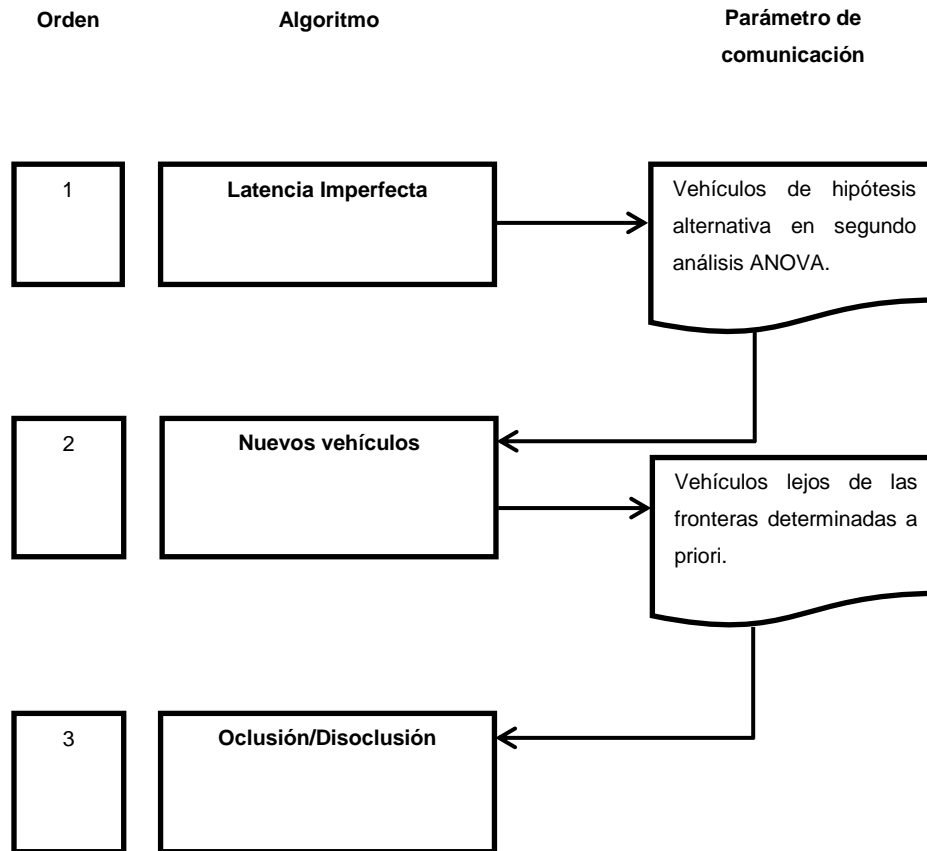 Orden
Algoritmo
Parámetro de
comunicación
1
Latencia Imperfecta
Vehículos de hipótesis
alternativa en segundo
análisis ANOVA.
2
Nuevos vehículos
Vehículos lejos de las
fronteras determinadas a
priori.
3
Oclusión/Disoclusión